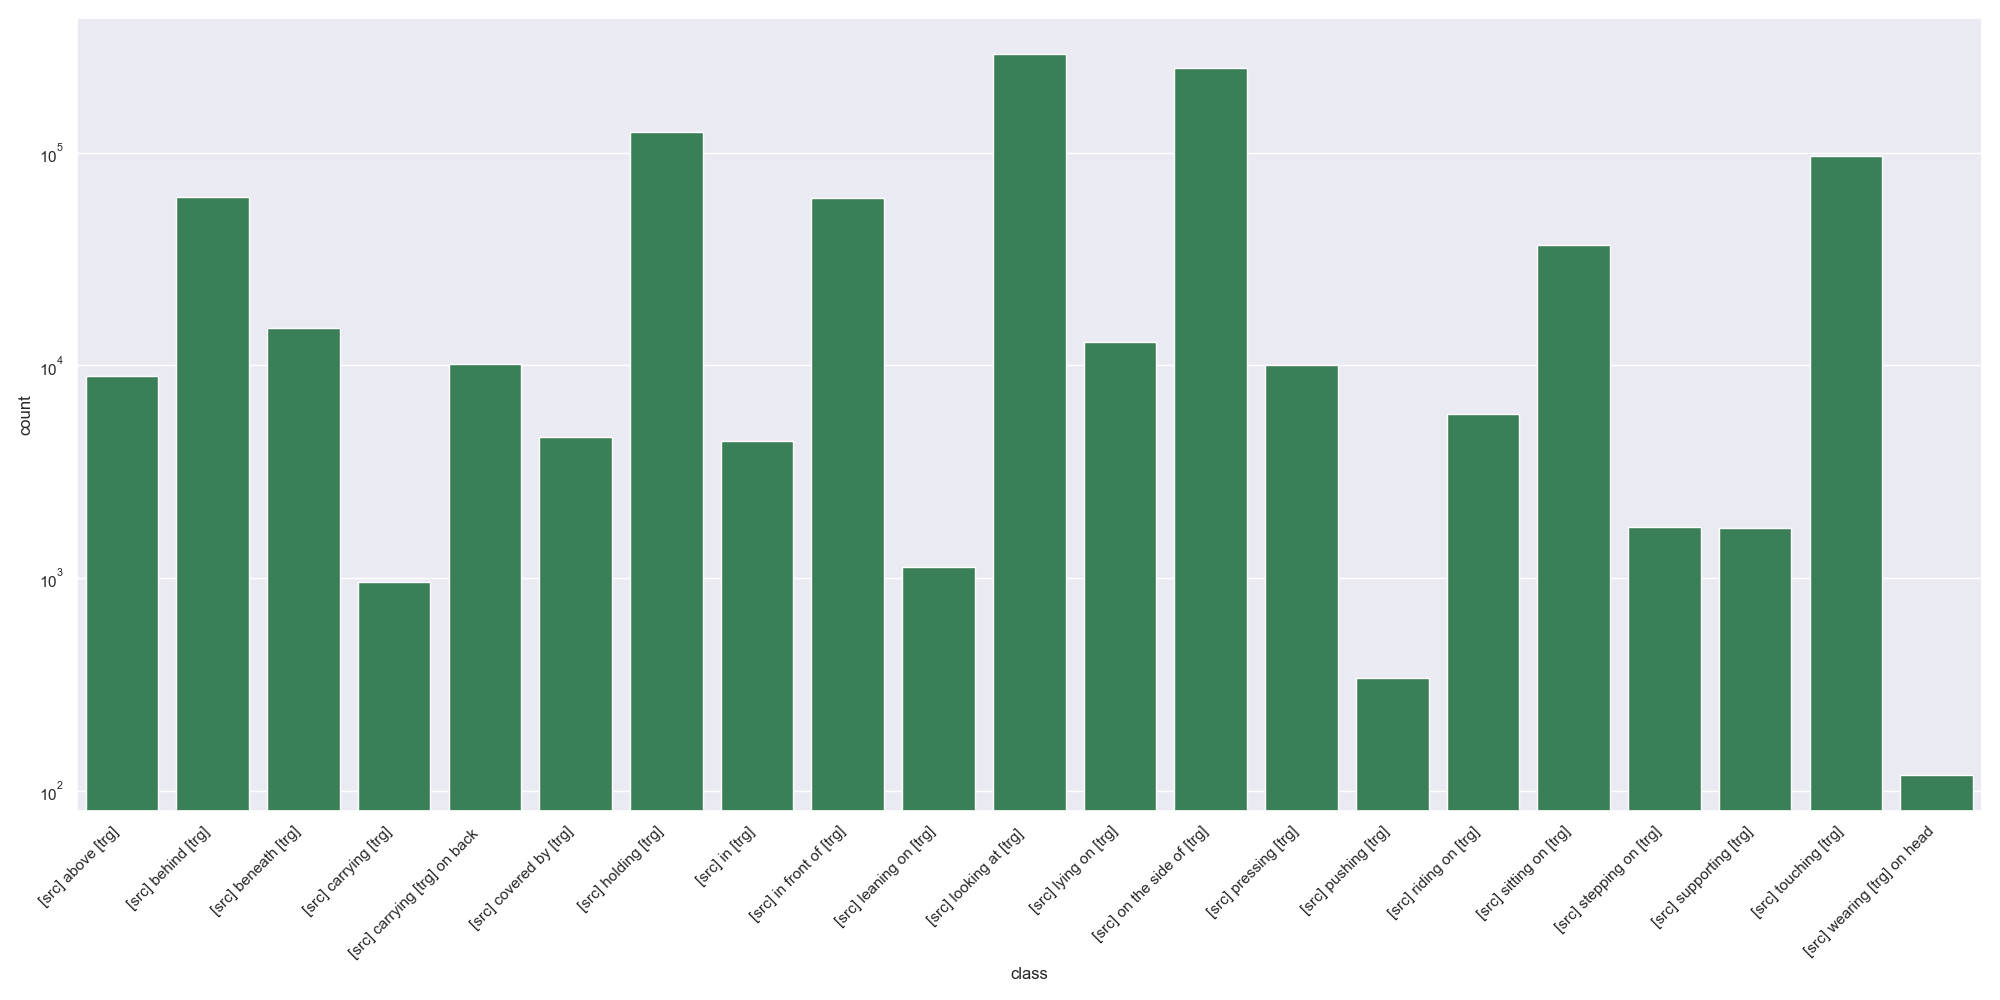 count
10^5
10^4
10^3
10^2
[src] above [trg]
[src] behind [trg]
[src] beneath [trg]
[src] carrying [trg]
[src] carrying [trg] on back
[src] covered by [trg]
[src] holding [trg]
[src] in [trg]
[src] in front of [trg]
[src] leaning on [trg]
[src] looking at [trg]
[src] lying on [trg]
[src] on the side of [trg]
[src] pressing [trg]
[src] pushing [trg]
[src] riding on [trg]
[src] sitting on [trg]
[src] stepping on [trg]
[src] supporting [trg]
[src] touching [trg]
[src] wearing [trg] on head
class